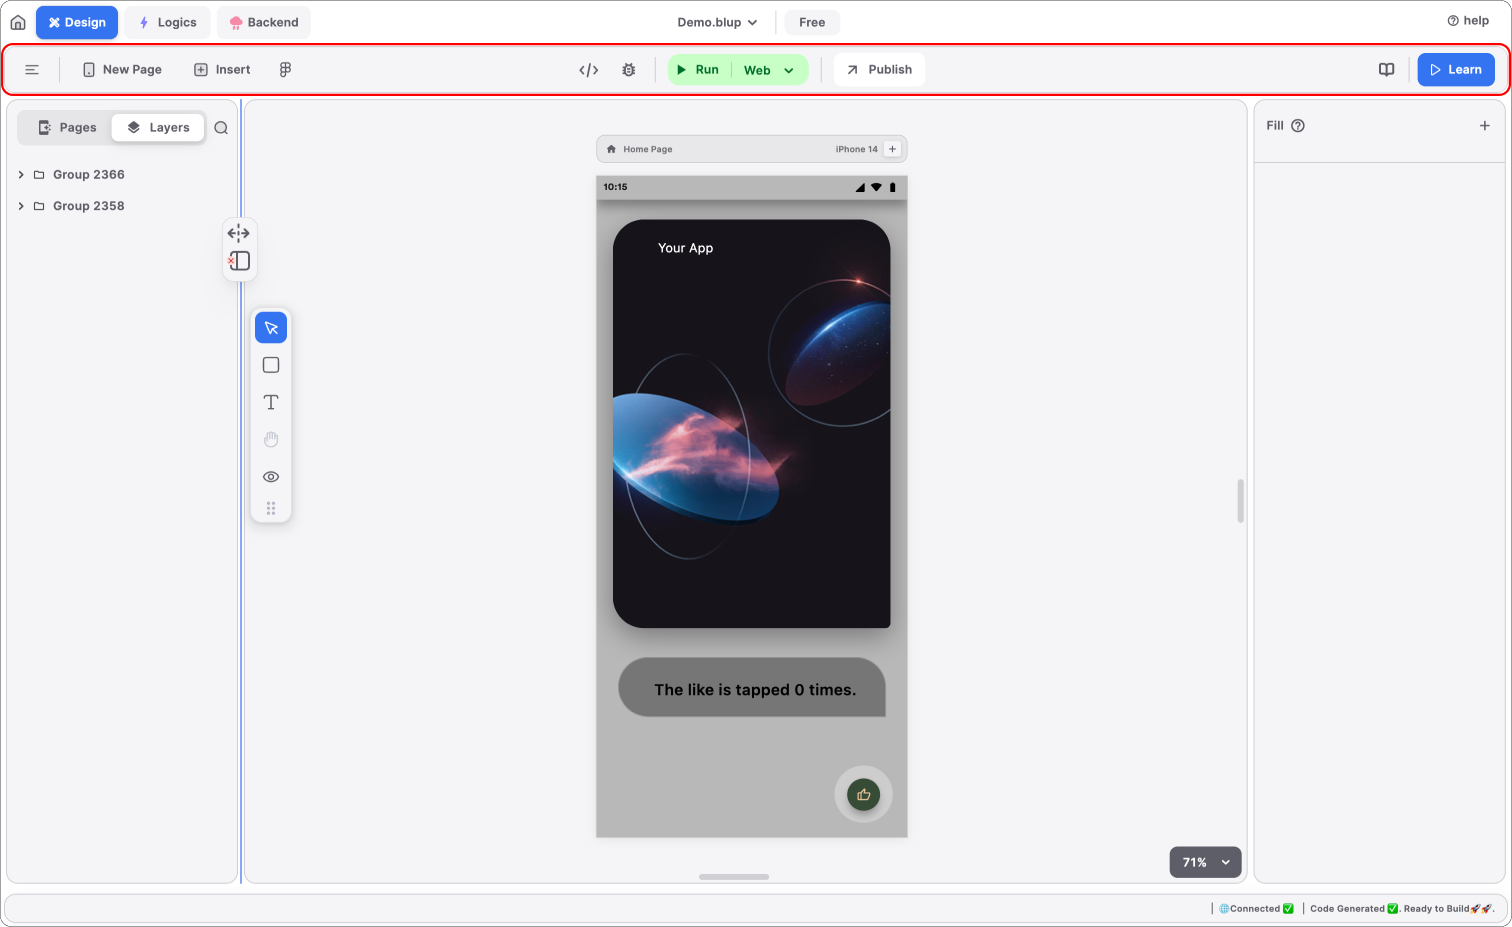 Design
Logics
Backend
Demo.blup
Free
help
New Page
Insert
Run
Web
Publish
Learn
Pages
Layers
Group 2366
Group 2358
Home Page
iPhone 14
10:15
Your App
The like is tapped 0 times.
71%
Fill
Connected ✅
Code Generated ✅. Ready to Build🚀🚀.